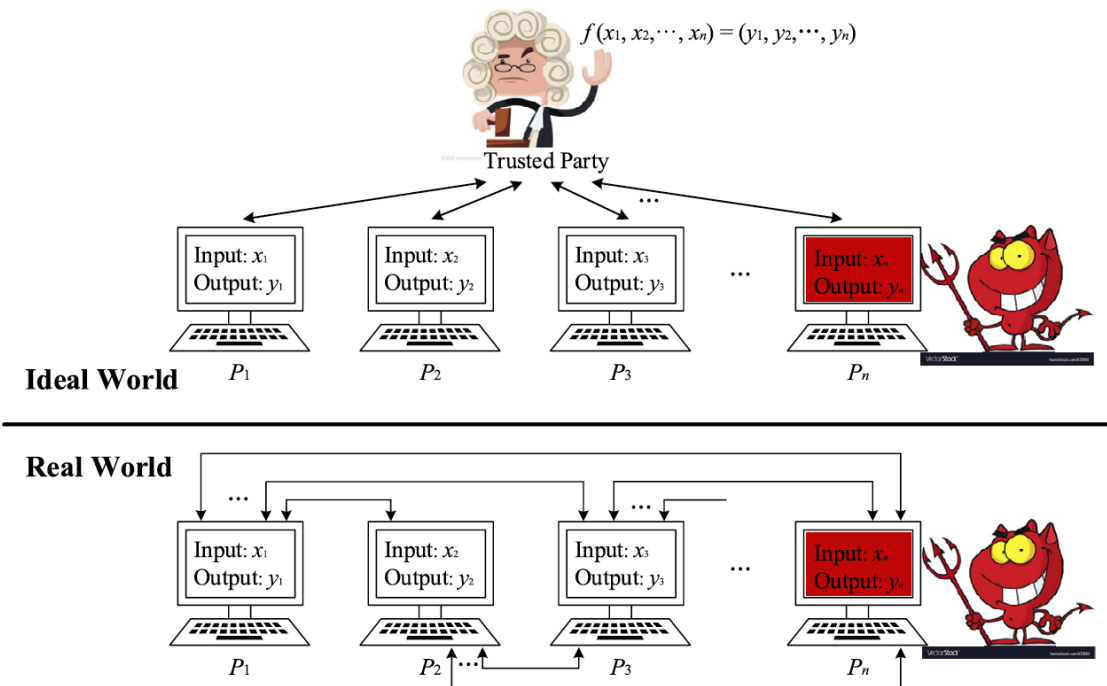 f(x₁, x₂,⋯, xₙ) = (y₁, y₂,⋯, yₙ)
Trusted Party
...
Input: x₁
Output: y₁
Input: x₂
Output: y₂
Input: x₃
Output: y₃
...
Input: xₙ
Output: yₙ
VectorStock
P₁
P₂
P₃
Pₙ
Ideal World
Real World
...
...
Input: x₁
Output: y₁
Input: x₂
Output: y₂
Input: x₃
Output: y₃
...
Input: xₙ
Output: yₙ
VectorStock
P₁
P₂
...
P₃
Pₙ